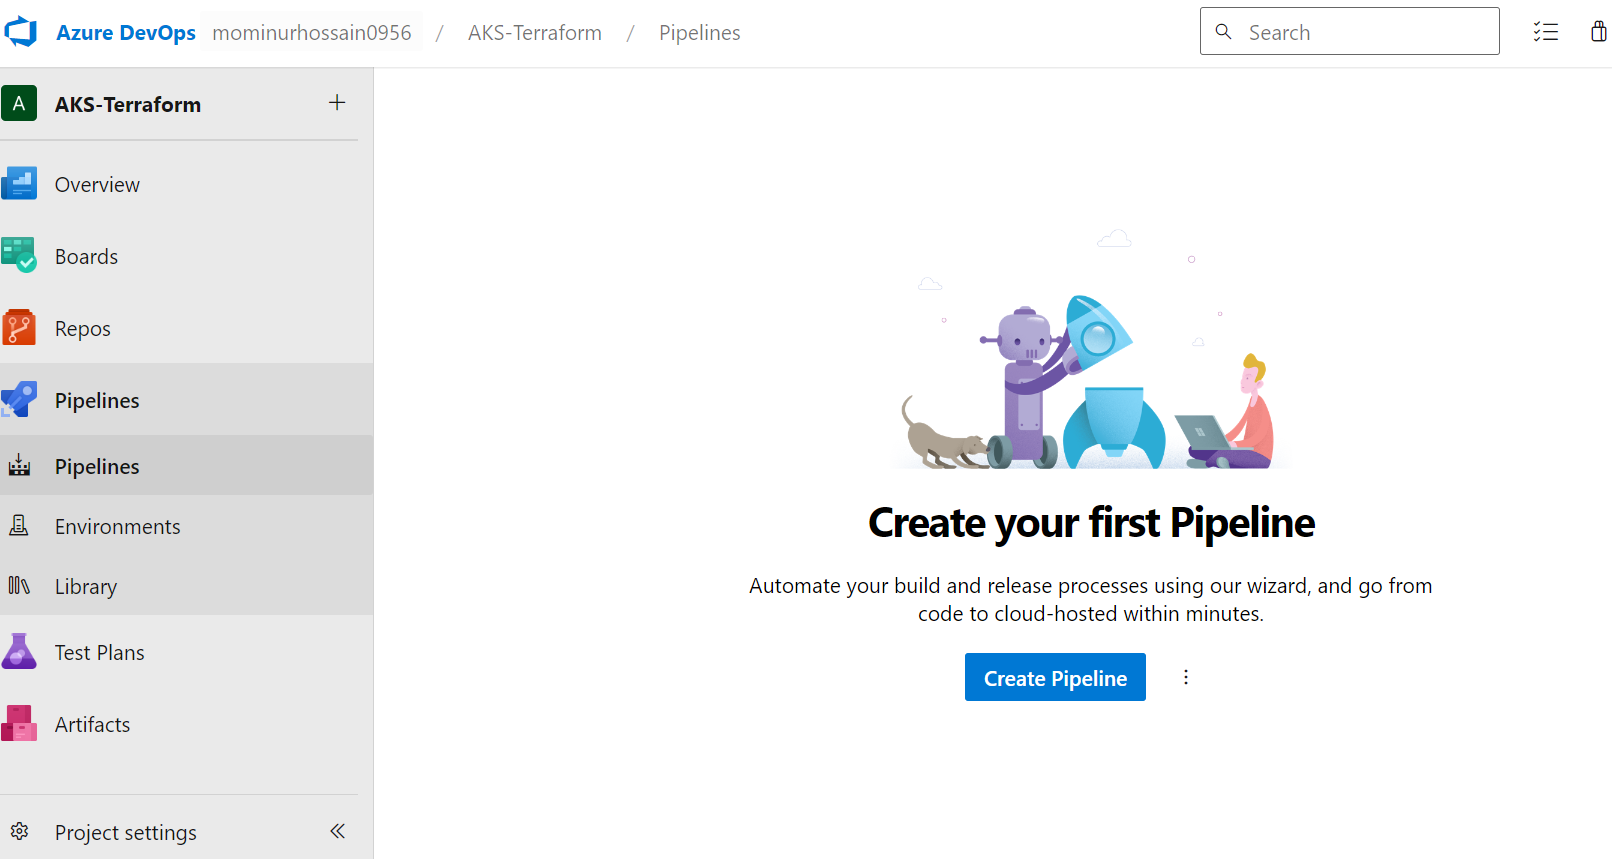 Azure DevOps mominurhossain0956 / AKS-Terraform / Pipelines
Search
A AKS-Terraform
Overview
Boards
Repos
Pipelines
Pipelines
Environments
Library
Test Plans
Artifacts
Project settings
Create your first Pipeline
Automate your build and release processes using our wizard, and go from
code to cloud-hosted within minutes.
Create Pipeline